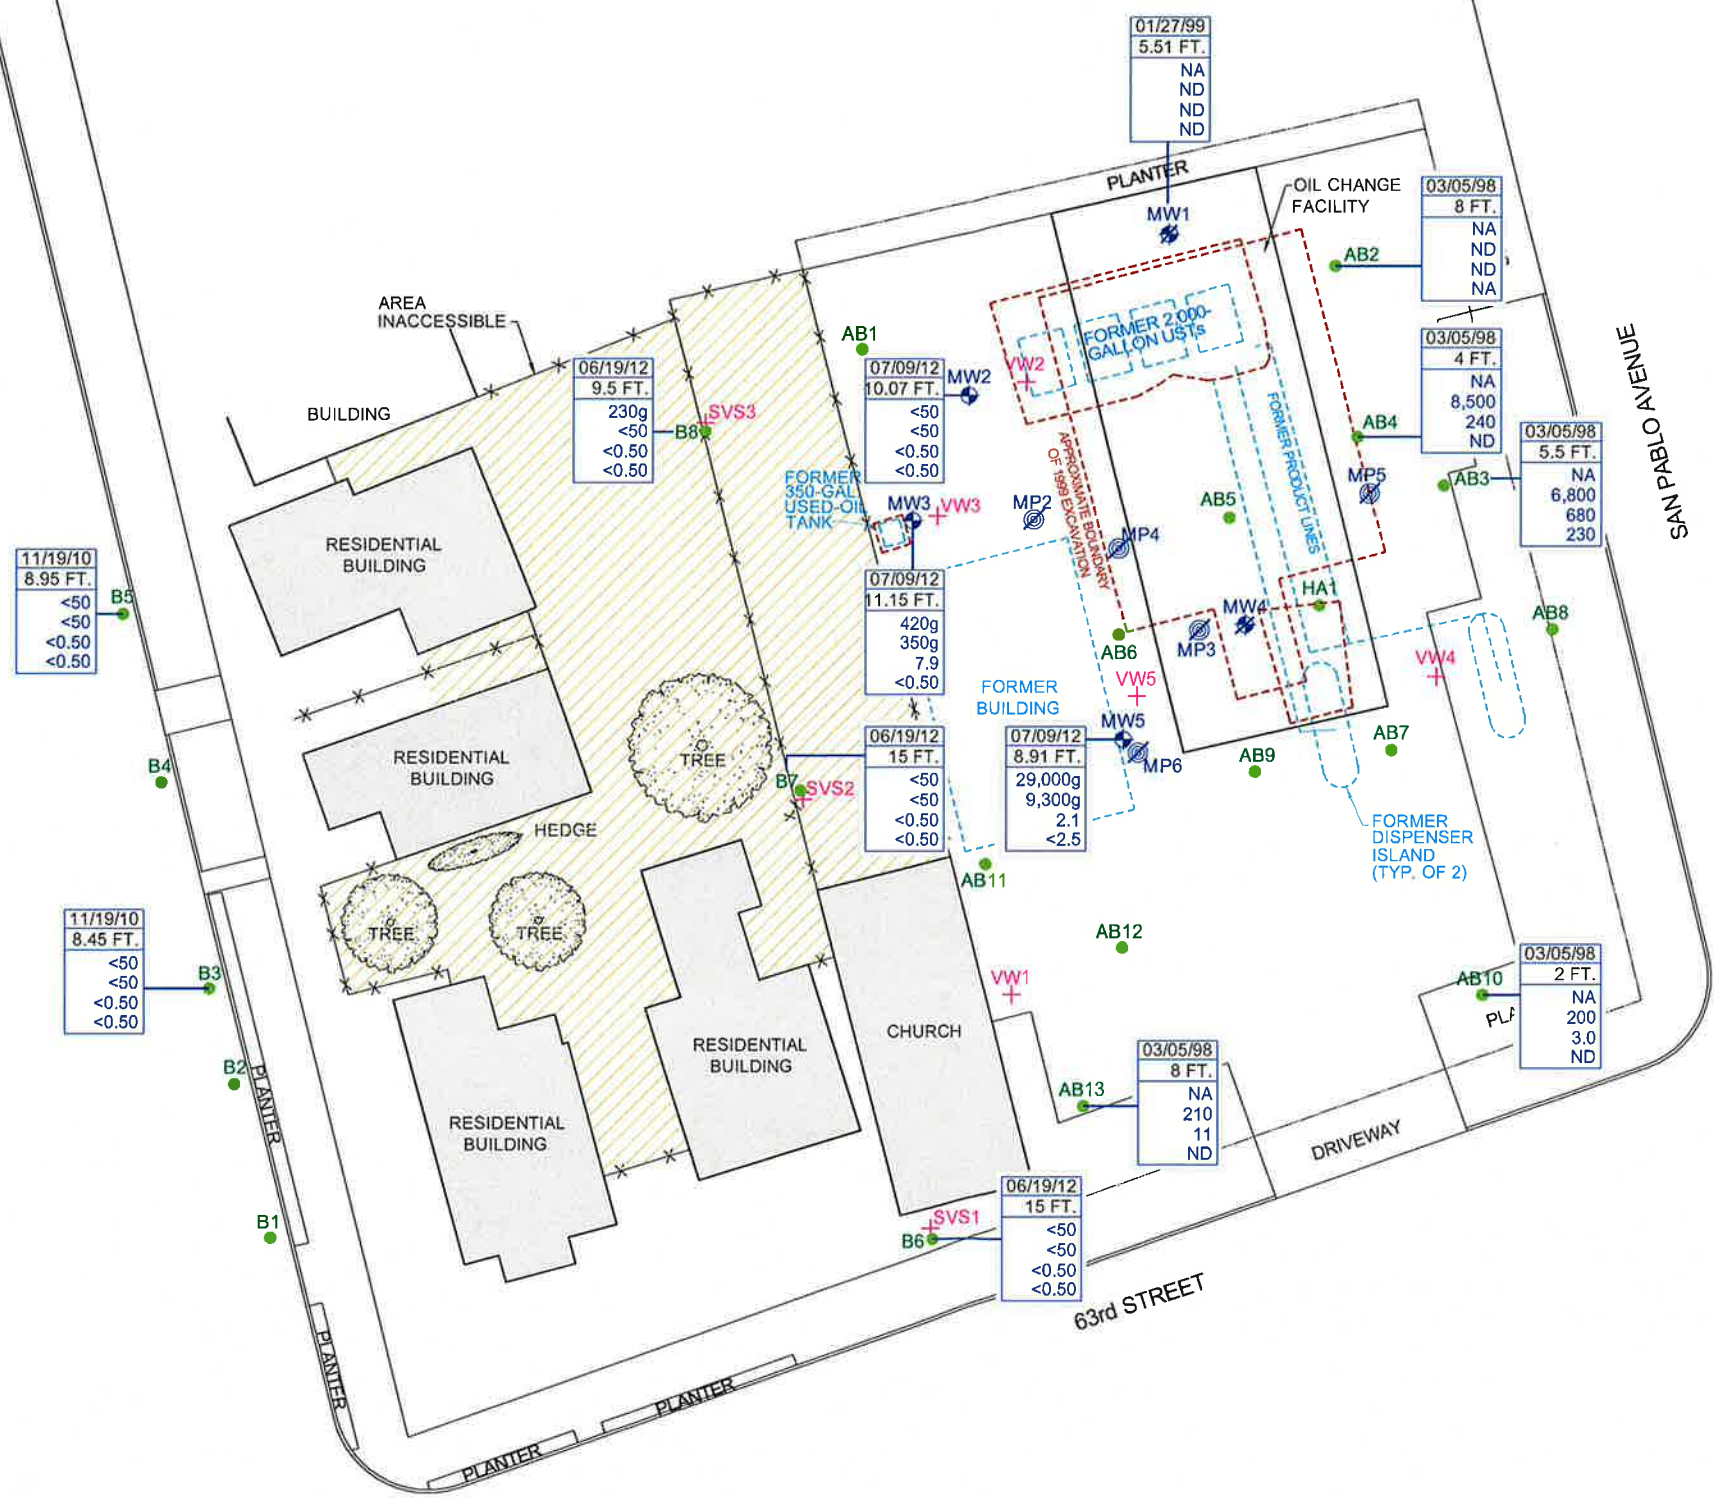 01/27/99
5.51 FT.
NA
ND
ND
ND
PLANTER
OIL CHANGE
FACILITY
MW1
03/05/98
8 FT.
NA
ND
ND
NA
AB2
AREA
INACCESSIBLE
BUILDING
AB1
06/19/12
9.5 FT.
230g
<50
<0.50
<0.50
SVS3
B8
07/09/12
10.07 FT.
<50
<50
<0.50
<0.50
MW2
VW2
FORMER 2,000-
GALLON USTs
03/05/98
4 FT.
NA
8,500
240
ND
AB4
SAN PABLO AVENUE
FORMER PRODUCT LINES
APPROXIMATE BOUNDARY
OF 1999 EXCAVATION
03/05/98
5.5 FT.
NA
6,800
680
230
AB3
MP5
FORMER
350-GAL.
USED-OIL
TANK
MW3
VW3
MP2
AB5
MP4
RESIDENTIAL
BUILDING
11/19/10
8.95 FT.
<50
<50
<0.50
<0.50
B5
07/09/12
11.15 FT.
420g
350g
7.9
<0.50
HA1
MW4
MP3
AB6
AB8
VW4
VW5
FORMER
BUILDING
TREE
RESIDENTIAL
BUILDING
B4
06/19/12
15 FT.
<50
<50
<0.50
<0.50
B7
SVS2
07/09/12
8.91 FT.
29,000g
9,300g
2.1
<2.5
MW5
MP6
AB9
AB7
HEDGE
FORMER
DISPENSER
ISLAND
(TYP. OF 2)
AB11
11/19/10
8.45 FT.
<50
<50
<0.50
<0.50
B3
TREE
TREE
AB12
VW1
AB10
03/05/98
2 FT.
NA
200
3.0
ND
CHURCH
RESIDENTIAL
BUILDING
B2
PLANTER
RESIDENTIAL
BUILDING
AB13
03/05/98
8 FT.
NA
210
11
ND
DRIVEWAY
B1
SVS1
B6
06/19/12
15 FT.
<50
<50
<0.50
<0.50
63rd STREET
PLANTER
PLANTER
PLANTER